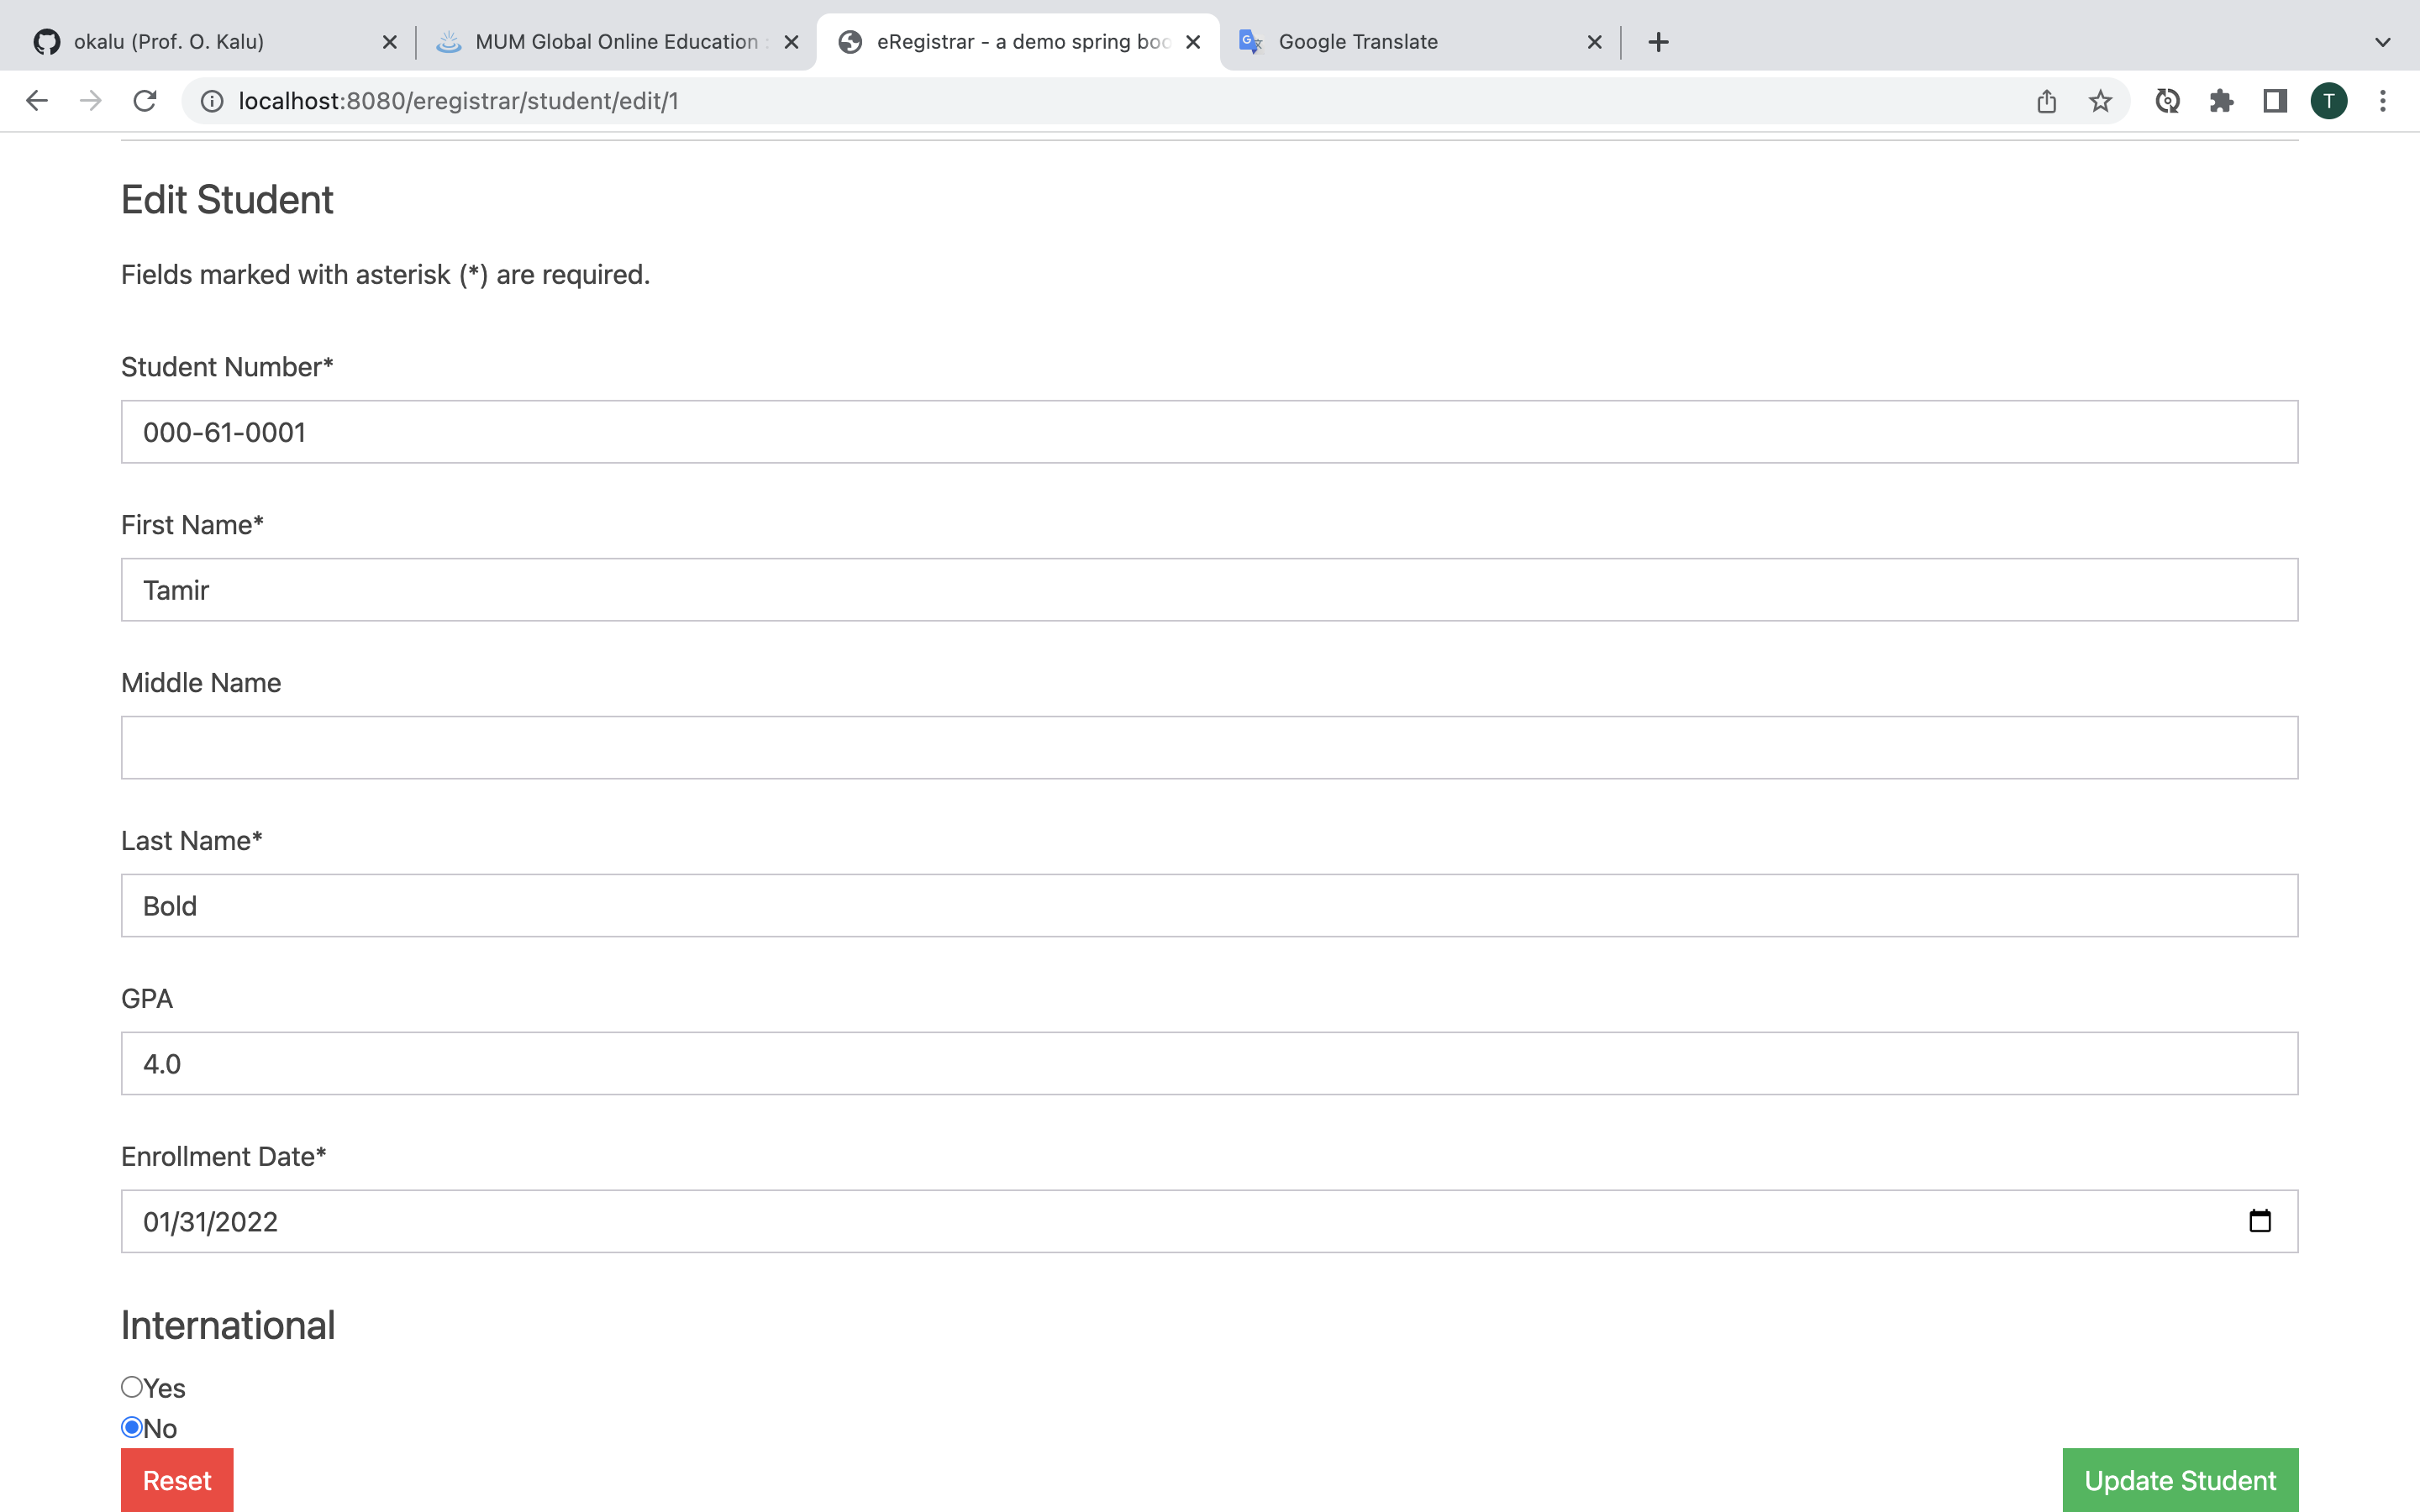 okalu (Prof. O. Kalu)
MUM Global Online Education
eRegistrar - a demo spring boo
Google Translate
localhost:8080/eregistrar/student/edit/1
T
Edit Student
Fields marked with asterisk (*) are required.
Student Number*
000-61-0001
First Name*
Tamir
Middle Name
Last Name*
Bold
GPA
4.0
Enrollment Date*
01/31/2022
International
Yes
No
Reset
Update Student